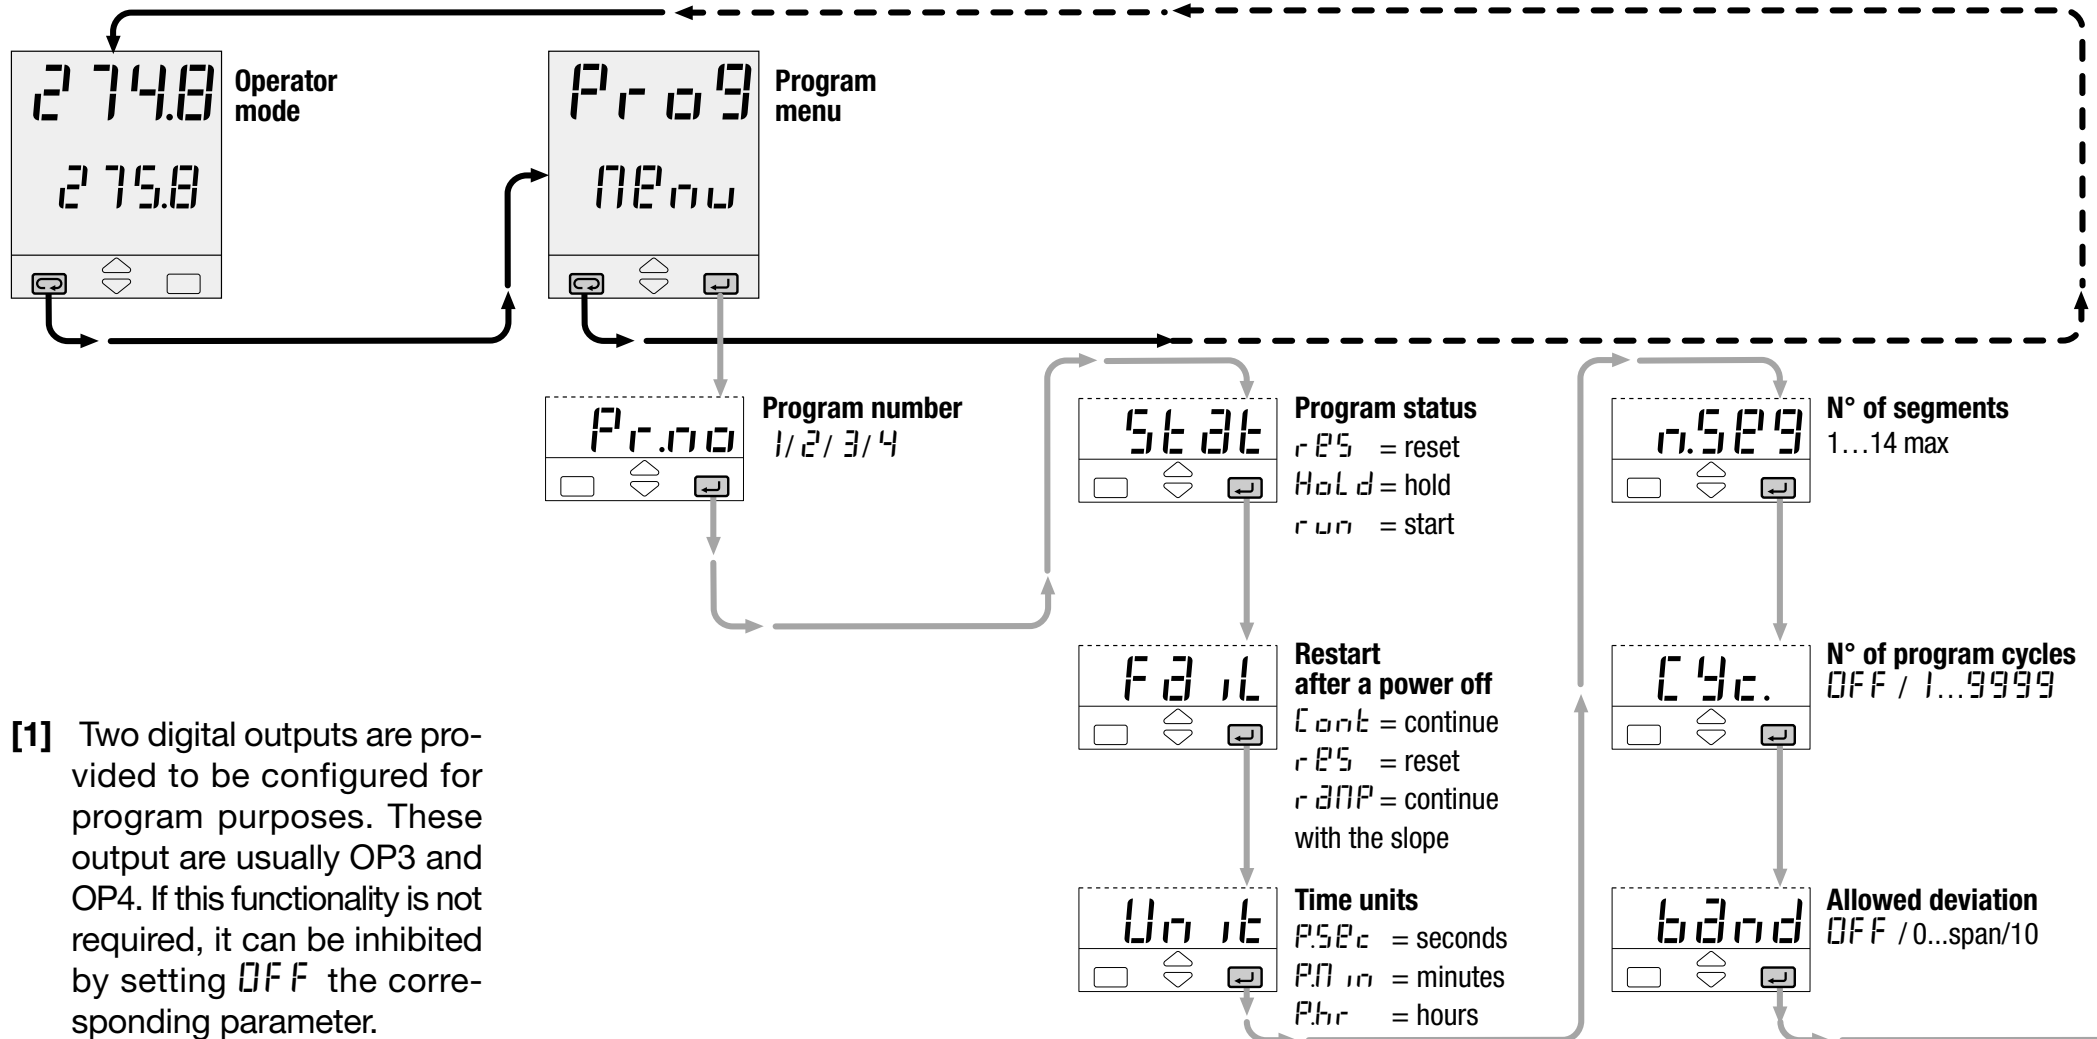 274.8
275.8
Operator
mode
Prog
MEnu
Program
menu
Pr.no
Program number
1/ 2/ 3/ 4
Stat
Program status
rES = reset
HoLd = hold
run = start
FaiL
Restart
after a power off
Cont = continue
rES = reset
raMP = continue
with the slope
Unit
Time units
P.SEc = seconds
P.Min = minutes
P.hr = hours
n.SEg
N° of segments
1…14 max
CYc.
N° of program cycles
OFF / 1…9999
band
Allowed deviation
OFF / 0...span/10
[1] Two digital outputs are pro-
vided to be configured for
program purposes. These
output are usually OP3 and
OP4. If this functionality is not
required, it can be inhibited
by setting OFF the corre-
sponding parameter.